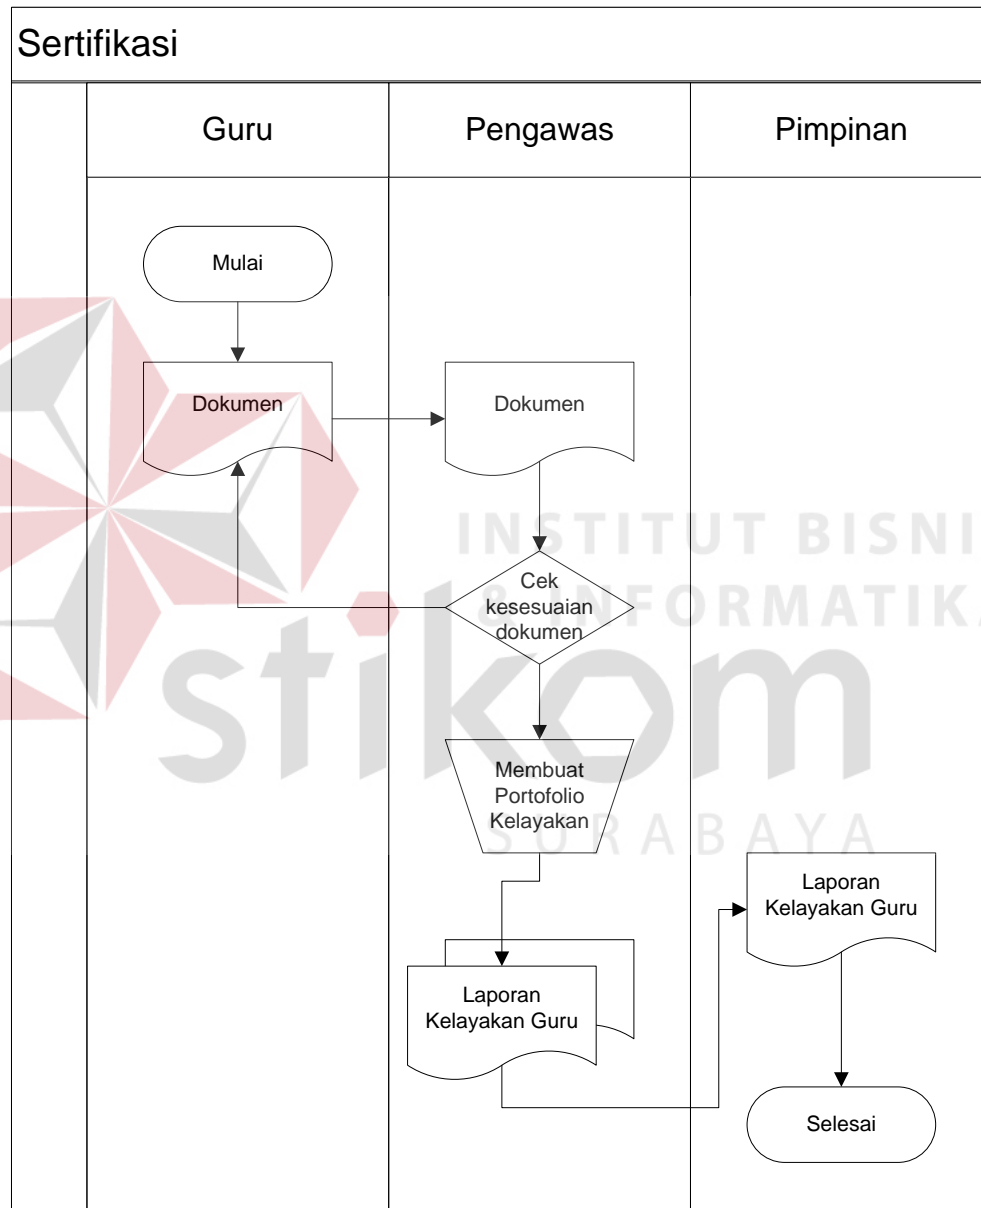 Sertifikasi
Guru
Pengawas
Pimpinan
Mulai
Dokumen
Dokumen
INSTITUT BISNI
Cek
kesesuaian
dokumen
& INFORMATIKA
stikom
Membuat
Portofolio
Kelayakan
SURABAYA
Laporan
Kelayakan Guru
Laporan
Kelayakan Guru
Selesai